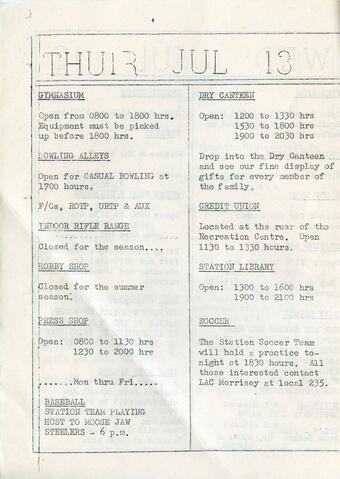 THUR JUL 13
GYMNASIUM
Open from 0800 to 1800 hrs.
Equipment must be picked
up before 1800 hrs.
BOWLING ALLEYS
Open for CASUAL BOWLING at
1700 hours.
F/Cs, ROTP, URTP & AUX
INDOOR RIFLE RANGE
Closed for the season....
HOBBY SHOP
Closed for the summer
season.
PRESS SHOP
Open: 0800 to 1130 hrs
1230 to 2000 hrs
.......Mon thru Fri.....
BASEBALL
STATION TEAM PLAYING
HOST TO MOOSE JAW
STEELERS - 6 p.m.
DRY CANTEEN
Open: 1200 to 1330 hrs
1530 to 1800 hrs
1900 to 2030 hrs
Drop into the Dry Canteen
and see our fine display of
gifts for every member of
the family.
CREDIT UNION
Located at the rear of the
Recreation Centre. Open
1130 to 1330 hours.
STATION LIBRARY
Open: 1300 to 1600 hrs
1900 to 2100 hrs
SOCCER
The Station Soccer Team
will hold a practice to-
night at 1830 hours. All
those interested contact
LAC Morrisey at local 235.